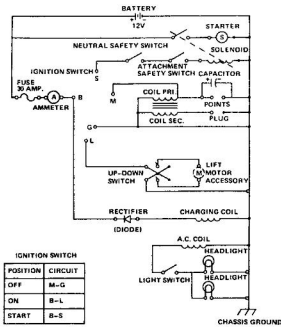 BATTERY
12V
STARTER
S
SOLENOID
NEUTRAL SAFETY SWITCH
IGNITION SWITCH
S
ATTACHMENT
SAFETY SWITCH
CAPACITOR
FUSE
30 AMP.
A
AMMETER
B
M
COIL PRI.
POINTS
G
COIL SEC.
PLUG
L
UP-DOWN
SWITCH
M
LIFT
MOTOR
ACCESSORY
RECTIFIER
(DIODE)
CHARGING COIL
A.C. COIL
HEADLIGHT
HEADLIGHT
LIGHT SWITCH
CHASSIS GROUND
IGNITION SWITCH
POSITION CIRCUIT
OFF M-G
ON B-L
START B-S